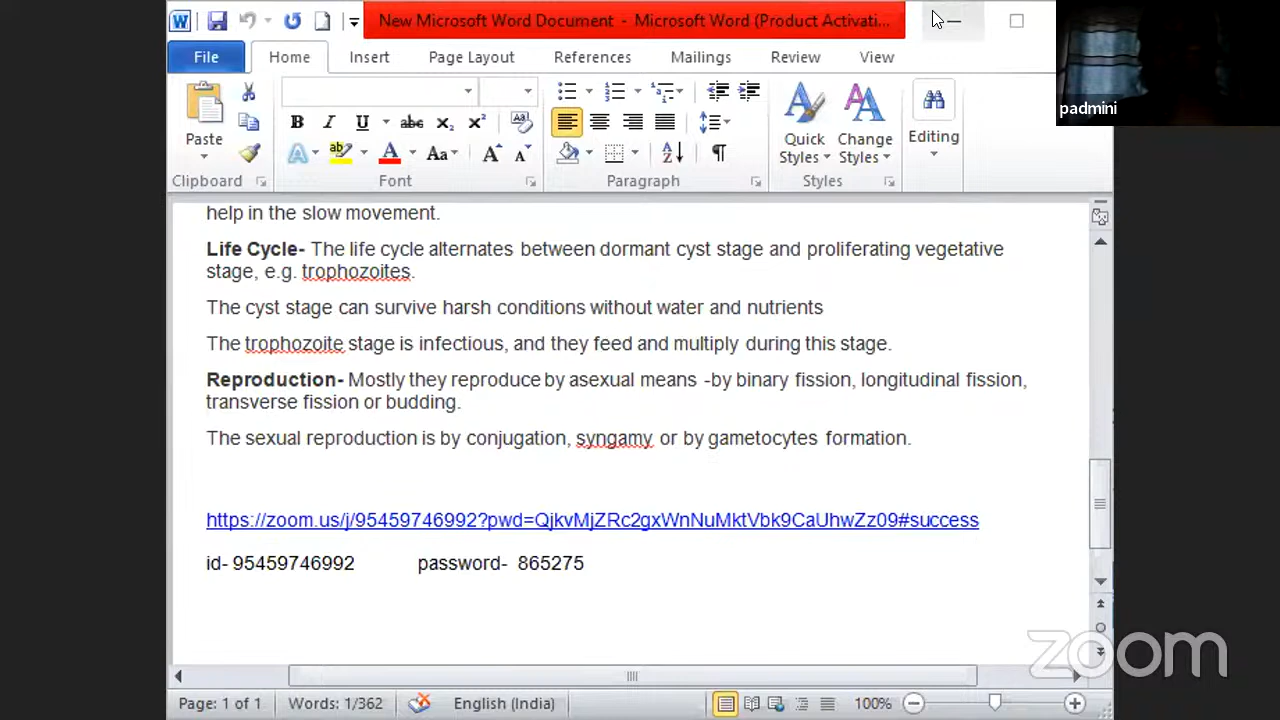 New Microsoft Word Document - Microsoft Word (Product Activati...
padmini
File Home Insert Page Layout References Mailings Review View
Paste
Quick Styles
Change Styles
Editing
Clipboard Font Paragraph Styles
help in the slow movement.
Life Cycle- The life cycle alternates between dormant cyst stage and proliferating vegetative
stage, e.g. trophozoites.
The cyst stage can survive harsh conditions without water and nutrients
The trophozoite stage is infectious, and they feed and multiply during this stage.
Reproduction- Mostly they reproduce by asexual means -by binary fission, longitudinal fission,
transverse fission or budding.
The sexual reproduction is by conjugation, syngamy or by gametocytes formation.
https://zoom.us/j/95459746992?pwd=QjkvMjZRc2gxWnNuMktVbk9CaUhwZz09#success
id- 95459746992 password- 865275
zoom
Page: 1 of 1 Words: 1/362 English (India) 100%